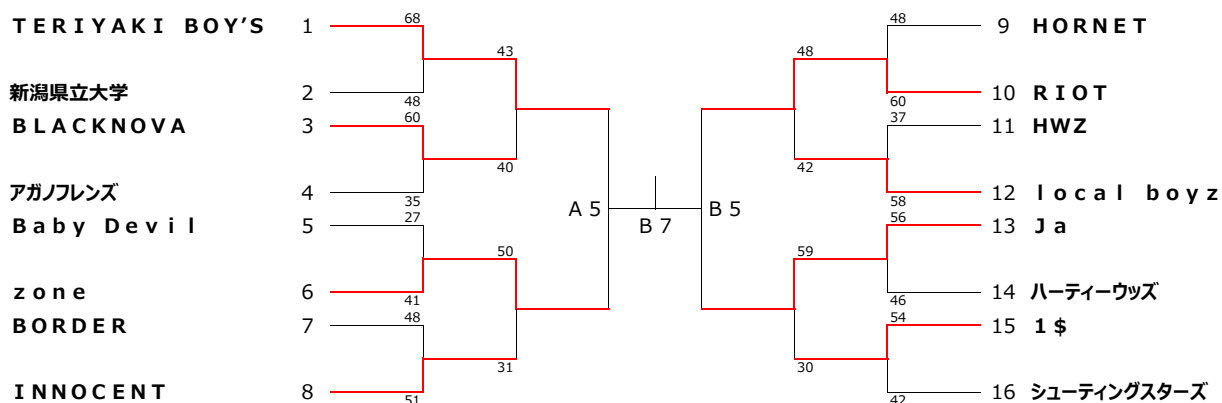 ＴＥＲＩＹＡＫＩ ＢＯＹ’Ｓ 1 68 48 9 ＨＯＲＮＥＴ
43 48
新潟県立大学 2 48 60 10 ＲＩＯＴ
ＢＬＡＣＫＮＯＶＡ 3 60 37 11 ＨＷＺ
40 42
アガノフレンズ 4 35 58 12 ｌｏｃａｌ ｂｏｙｚ
Ａ５ Ｂ７ Ｂ５
Ｂａｂｙ Ｄｅｖｉｌ 5 27 56 13 Ｊａ
50 59
ｚｏｎｅ 6 41 46 14 ハーティーウッズ
ＢＯＲＤＥＲ 7 48 54 15 １＄
31 30
ＩＮＮＯＣＥＮＴ 8 51 42 16 シューティングスターズ